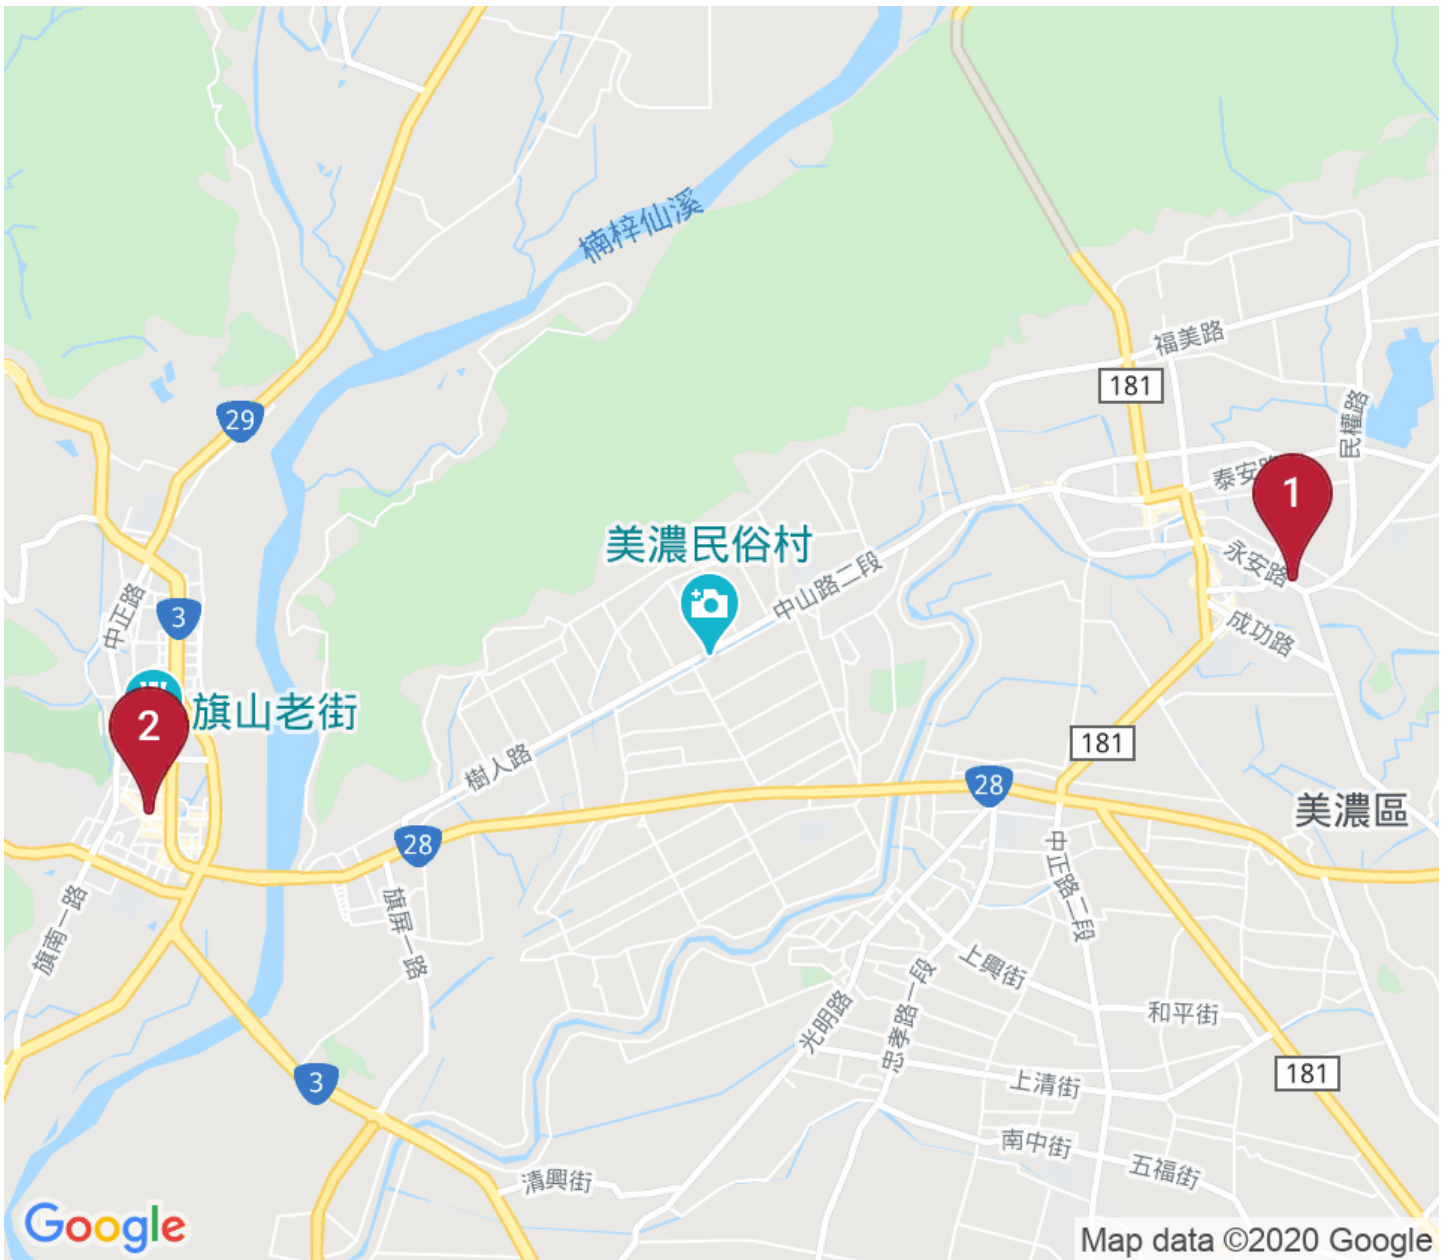 楠梓仙溪
福美路
181
29
民權路
泰安路
1
美濃民俗村
永安路
中山路二段
3
中正路
成功路
2
旗山老街
181
樹人路
28
美濃區
28
中正路二段
旗屏一路
旗南一路
上興街
忠孝路一段
光明路
和平街
3
181
上清街
南中街
五福街
清興街
Google
Map data ©2020 Google